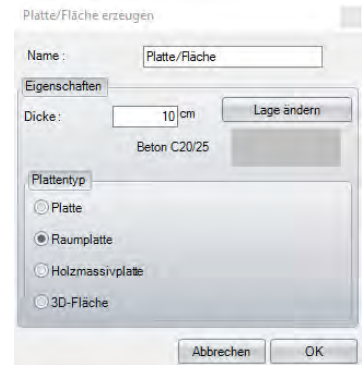 Platte/Fläche erzeugen
Name : Platte/Fläche
Eigenschaften
Dicke : 10 cm Lage ändern
Beton C20/25
Plattentyp
Platte
Raumplatte
Holzmassivplatte
3D-Fläche
Abbrechen OK